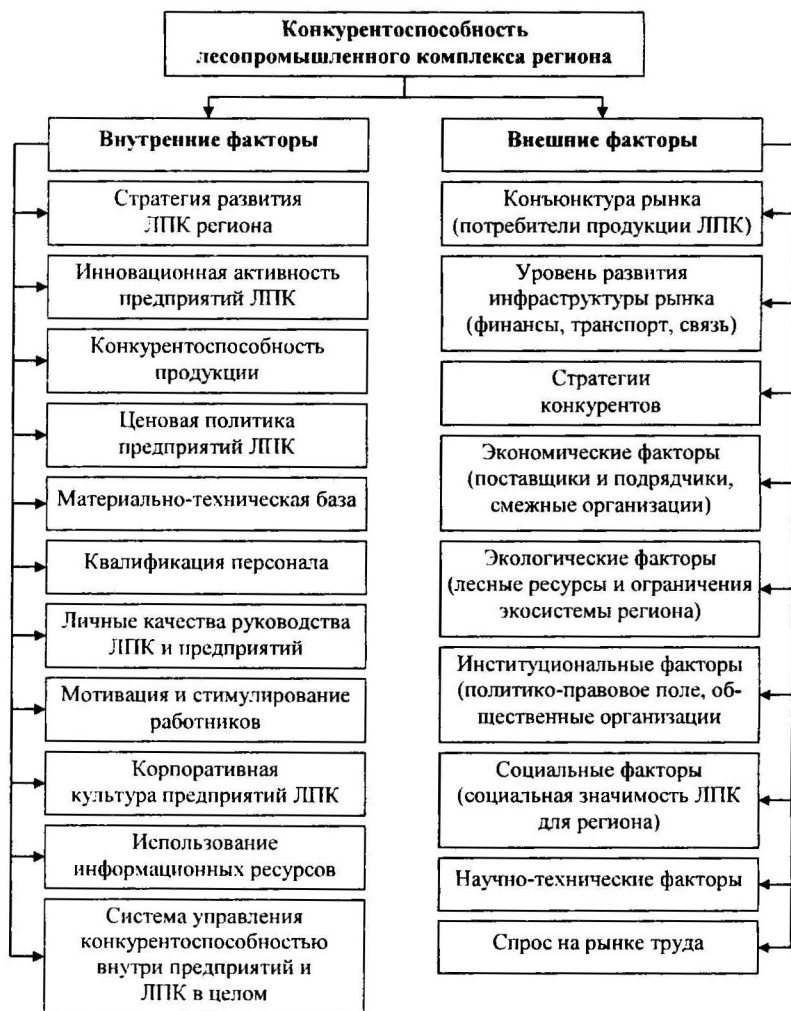 Конкурентоспособность
лесопромышленного комплекса региона
Внутренние факторы
Стратегия развития
ЛПК региона
Инновационная активность
предприятий ЛПК
Конкурентоспособность
продукции
Ценовая политика
предприятий ЛПК
Материально-техническая база
Квалификация персонала
Личные качества руководства
ЛПК и предприятий
Мотивация и стимулирование
работников
Корпоративная
культура предприятий ЛПК
Использование
информационных ресурсов
Система управления
конкурентоспособностью
внутри предприятий и
ЛПК в целом
Внешние факторы
Конъюнктура рынка
(потребители продукции ЛПК)
Уровень развития
инфраструктуры рынка
(финансы, транспорт, связь)
Стратегии
конкурентов
Экономические факторы
(поставщики и подрядчики,
смежные организации)
Экологические факторы
(лесные ресурсы и ограничения
экосистемы региона)
Институциональные факторы
(политико-правовое поле, об-
щественные организации
Социальные факторы
(социальная значимость ЛПК
для региона)
Научно-технические факторы
Спрос на рынке труда